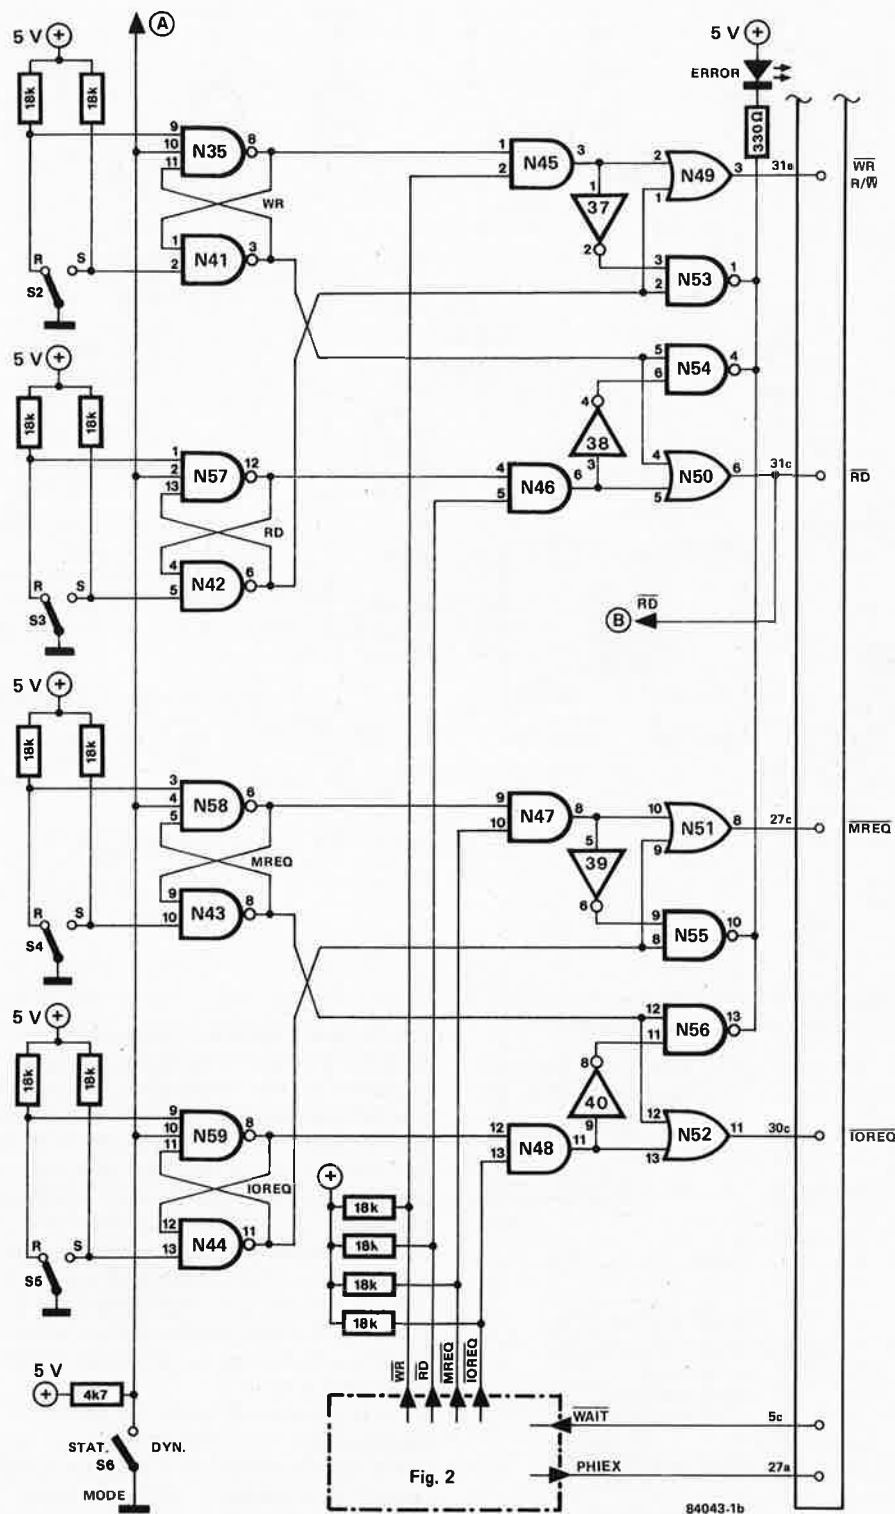 A
5 V +
5 V +
ERROR
18k
18k
330Ω
9
10
11
N35
8
1
2
N45
3
2
1
N49
3
31a
WR
R/W
WR
1
37
2
1
2
N41
3
R
S
S2
3
2
N53
1
5 V +
5
6
N54
4
18k
18k
4
38
3
1
2
13
N57
12
4
5
N46
6
4
5
N50
6
31c
RD
RD
4
5
N42
6
R
S
S3
B
RD
5 V +
18k
18k
3
4
5
N58
6
9
10
N47
8
10
9
N51
8
27c
MREQ
MREQ
5
39
6
9
10
N43
8
R
S
S4
9
8
N55
10
5 V +
12
11
N56
13
18k
18k
8
40
9
9
10
11
N59
8
12
13
N48
11
12
13
N52
11
30c
IOREQ
IOREQ
12
13
N44
11
R
S
S5
+
18k
18k
18k
18k
WR
RD
MREQ
IOREQ
5 V
+
4k7
STAT.
DYN.
S6
MODE
WAIT
5c
Fig. 2
PHIEX
27a
84043-1b